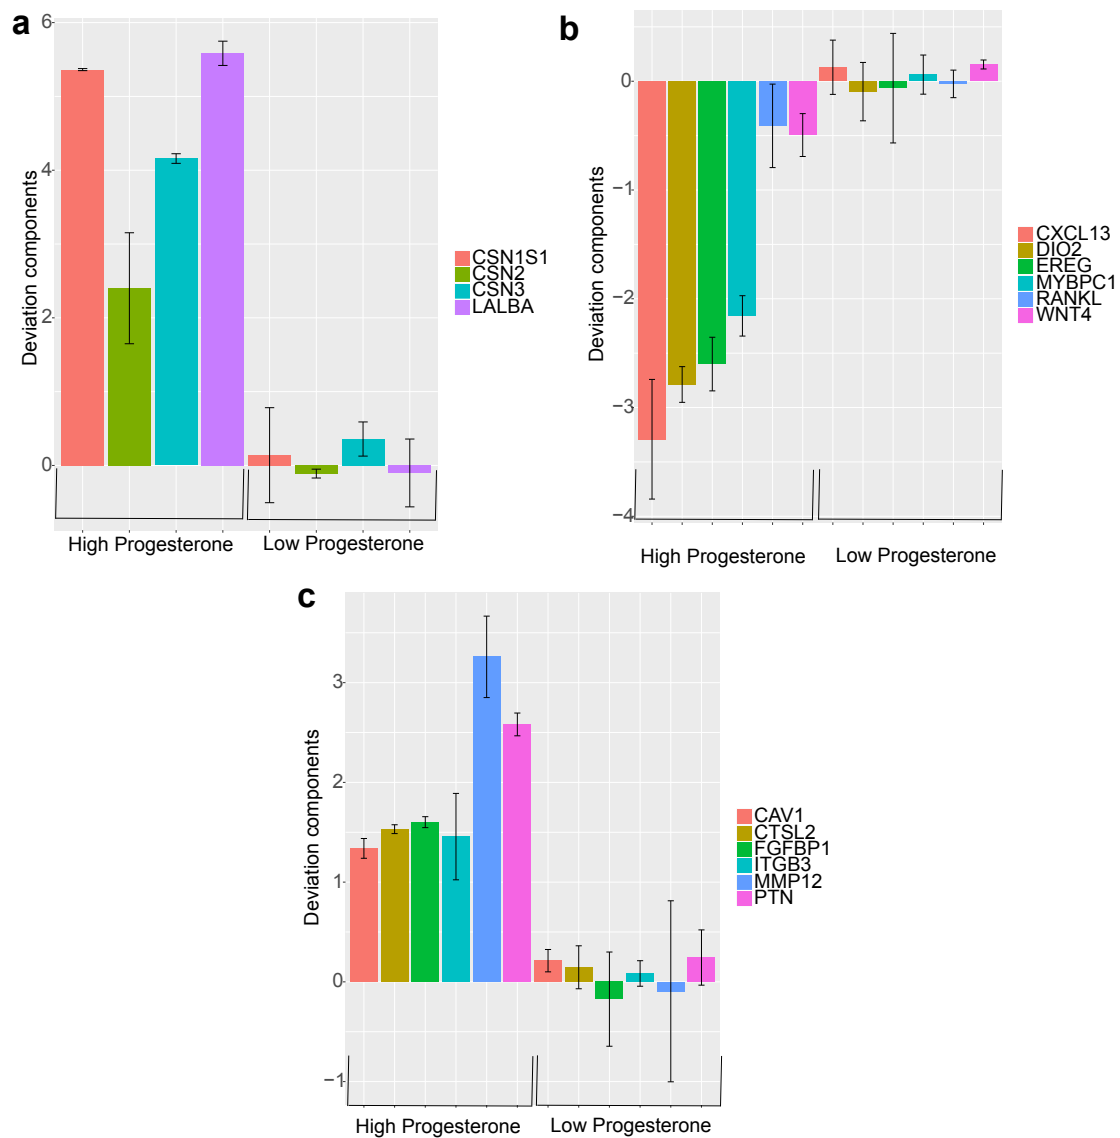 a
6
4
2
0
Deviation components
High Progesterone
Low Progesterone
CSN1S1
CSN2
CSN3
LALBA
b
0
−1
−2
−3
−4
Deviation components
High Progesterone
Low Progesterone
CXCL13
DIO2
EREG
MYBPC1
RANKL
WNT4
c
3
2
1
0
−1
Deviation components
High Progesterone
Low Progesterone
CAV1
CTSL2
FGFBP1
ITGB3
MMP12
PTN